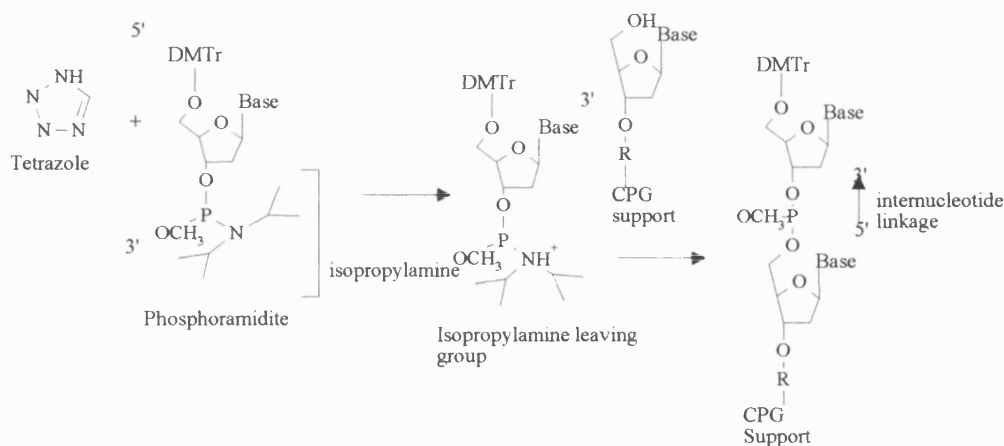 5'
DMTr
O
Base
O
NH
N
N
N
+
Tetrazole
O
P
OCH3
N
3'
isopropylamine
Phosphoramidite
DMTr
O
Base
O
O
P
OCH3
NH+
Isopropylamine leaving
group
OH
Base
O
3'
O
R
CPG
support
DMTr
O
Base
O
O
3'
internucleotide
linkage
OCH3
P
5'
O
Base
O
O
R
CPG
Support